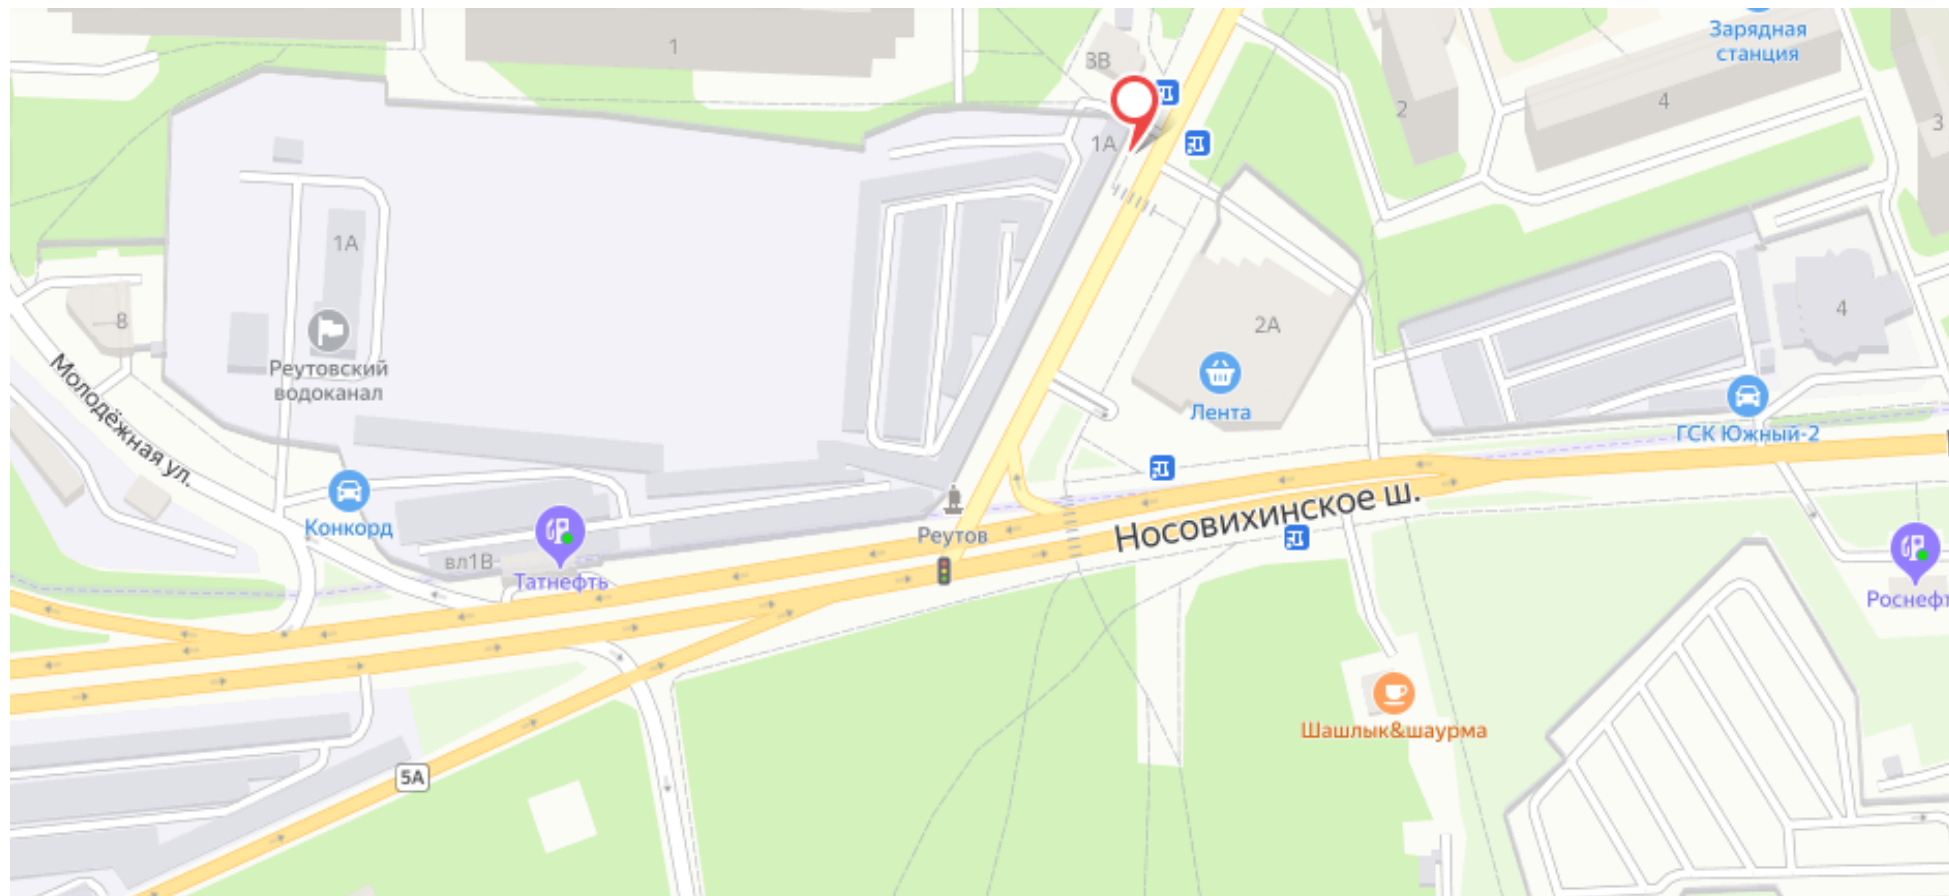 Зарядная
станция
1
3В
2
4
3
1А
1А
8
2А
4
Реутовский
водоканал
Молодёжная ул.
Лента
ГСК Южный-2
Конкорд
Реутов
Носовихинское ш.
вл1В
Татнефть
Роснефт
Шашлык&шаурма
5А